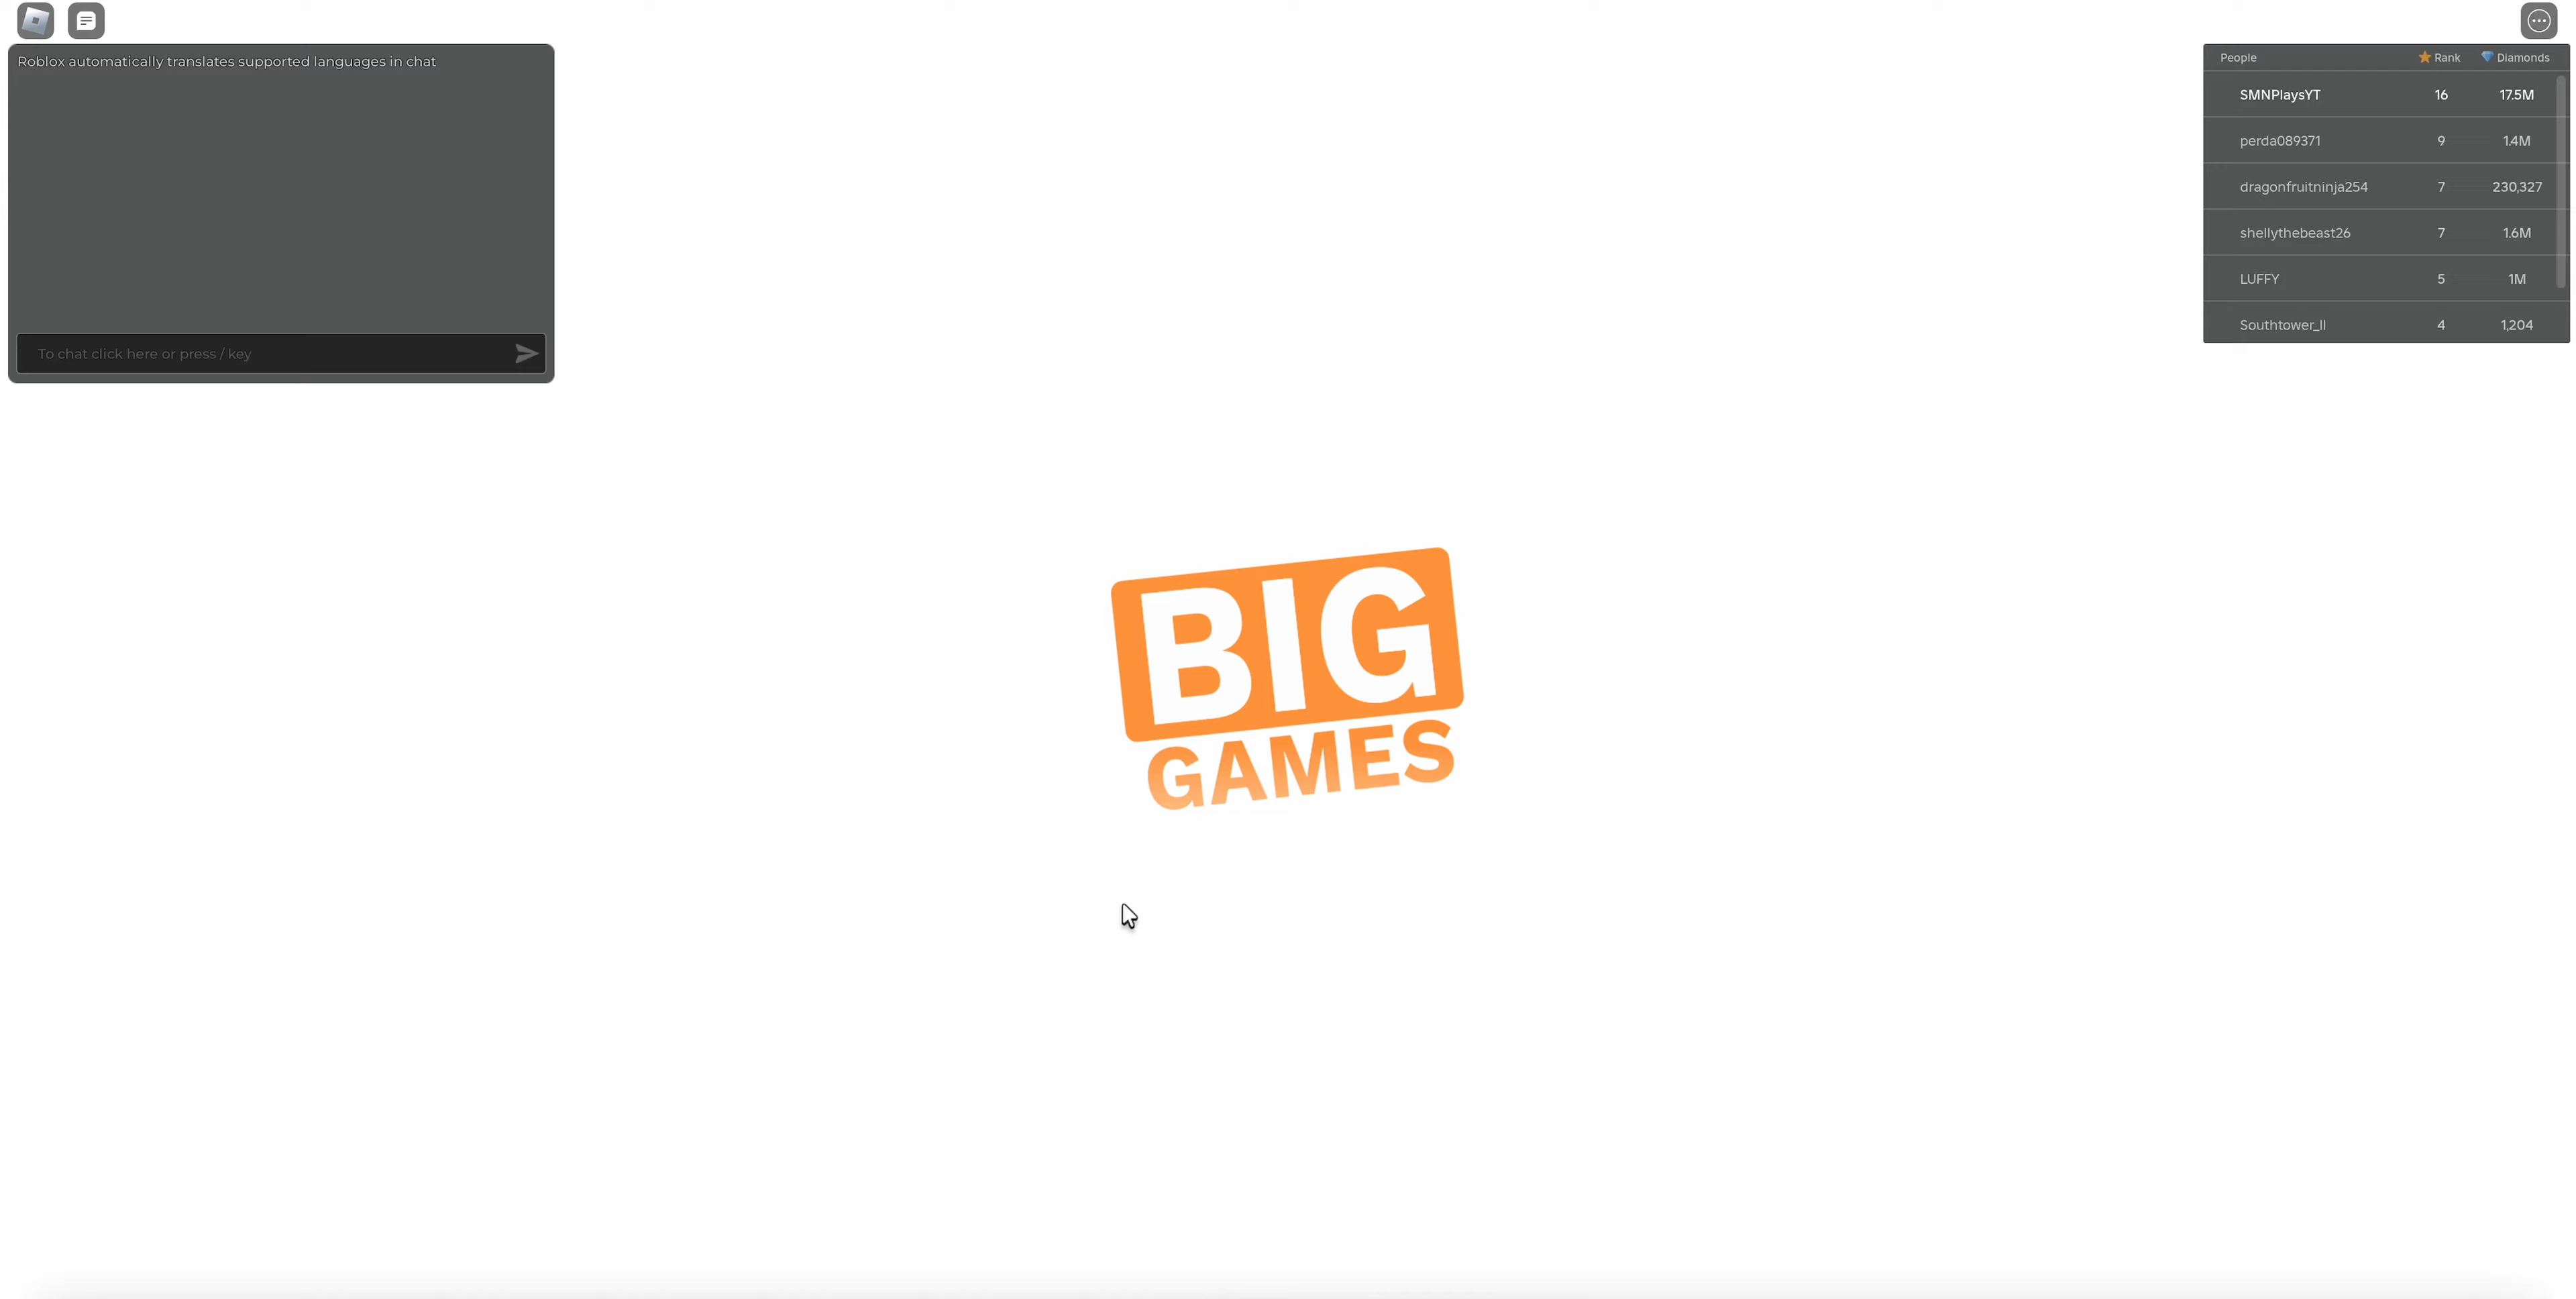 Roblox automatically translates supported languages in chat
To chat click here or press / key
People Rank Diamonds
SMNPlaysYT 16 17.5M
perda089371 9 1.4M
dragonfruitninja254 7 230,327
shellythebeast26 7 1.6M
LUFFY 5 1M
Southtower_ll 4 1,204
BIG
GAMES